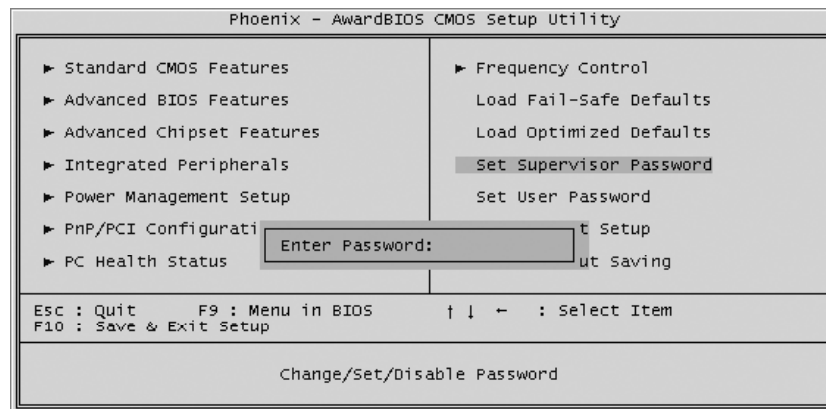 Phoenix - AwardBIOS CMOS Setup Utility
► Standard CMOS Features
► Advanced BIOS Features
► Advanced Chipset Features
► Integrated Peripherals
► Power Management Setup
► PnP/PCI Configurati
► PC Health Status
► Frequency Control
Load Fail-Safe Defaults
Load Optimized Defaults
Set Supervisor Password
Set User Password
t Setup
ut Saving
Enter Password:
Esc : Quit F9 : Menu in BIOS ↑ ↓ ← : Select Item
F10 : Save & Exit Setup
Change/Set/Disable Password